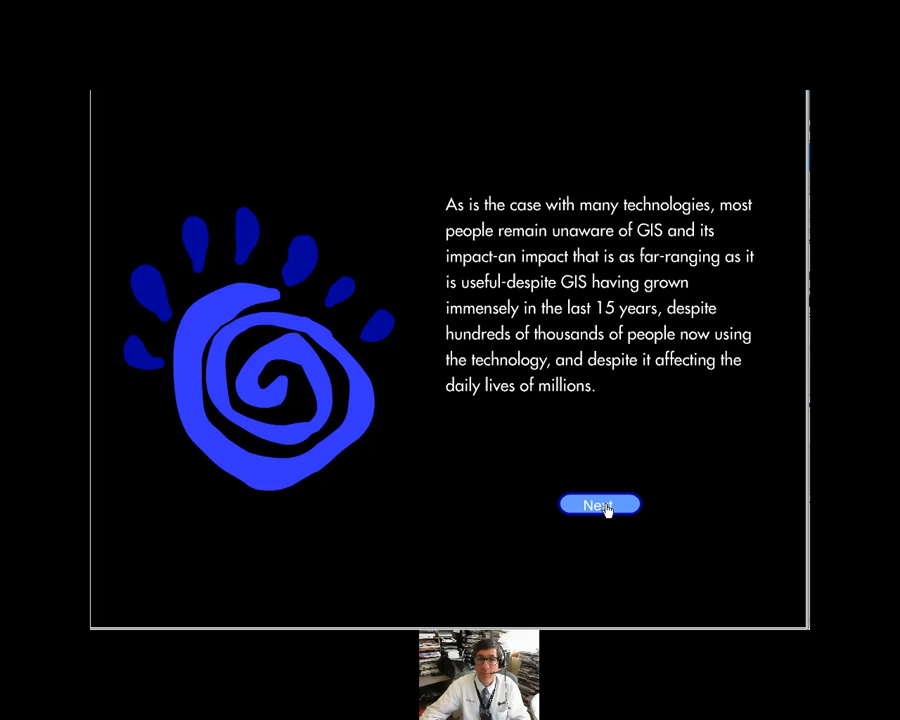 As is the case with many technologies, most
people remain unaware of GIS and its
impact-an impact that is as far-ranging as it
is useful-despite GIS having grown
immensely in the last 15 years, despite
hundreds of thousands of people now using
the technology, and despite it affecting the
daily lives of millions.
Next